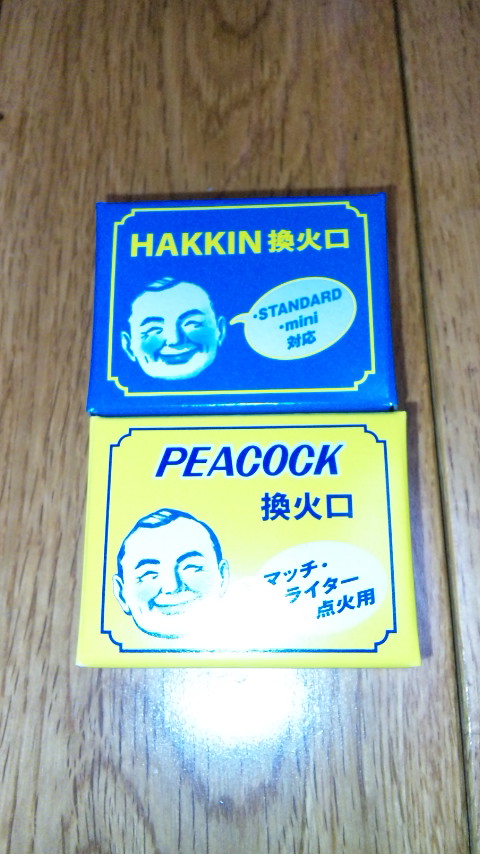 HAKKIN 換火口
・STANDARD
・mini
対応
PEACOCK
換火口
マッチ・
ライター
点火用